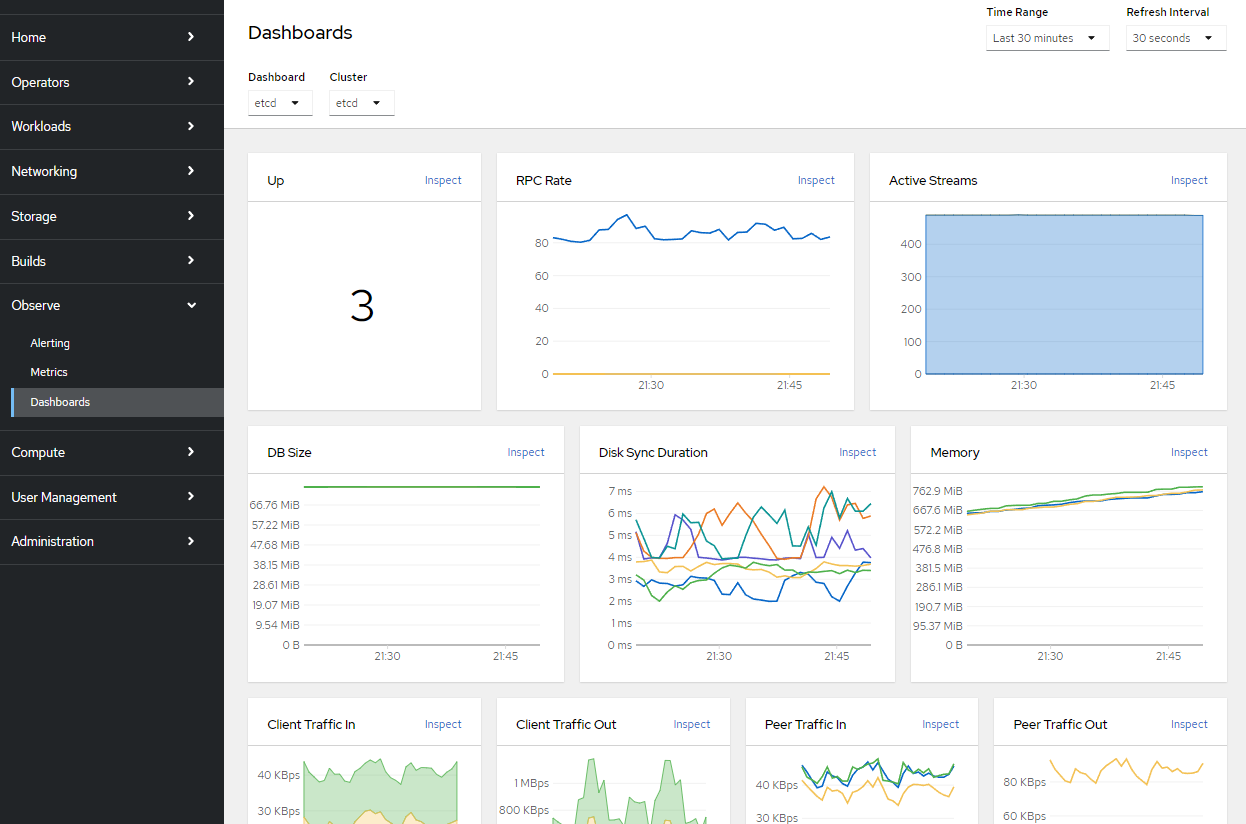 Home
Operators
Workloads
Networking
Storage
Builds
Observe
Alerting
Metrics
Dashboards
Compute
User Management
Administration
Dashboards
Time Range
Last 30 minutes
Refresh Interval
30 seconds
Dashboard
etcd
Cluster
etcd
Up
Inspect
3
RPC Rate
Inspect
80
60
40
20
0
21:30
21:45
Active Streams
Inspect
400
300
200
100
0
21:30
21:45
DB Size
Inspect
66.76 MiB
57.22 MiB
47.68 MiB
38.15 MiB
28.61 MiB
19.07 MiB
9.54 MiB
0 B
21:30
21:45
Disk Sync Duration
Inspect
7 ms
6 ms
5 ms
4 ms
3 ms
2 ms
1 ms
0 ms
21:30
21:45
Memory
Inspect
762.9 MiB
667.6 MiB
572.2 MiB
476.8 MiB
381.5 MiB
286.1 MiB
190.7 MiB
95.37 MiB
0 B
21:30
21:45
Client Traffic In
Inspect
40 KBps
30 KBps
Client Traffic Out
Inspect
1 MBps
800 KBps
Peer Traffic In
Inspect
40 KBps
30 KBps
Peer Traffic Out
Inspect
80 KBps
60 KBps